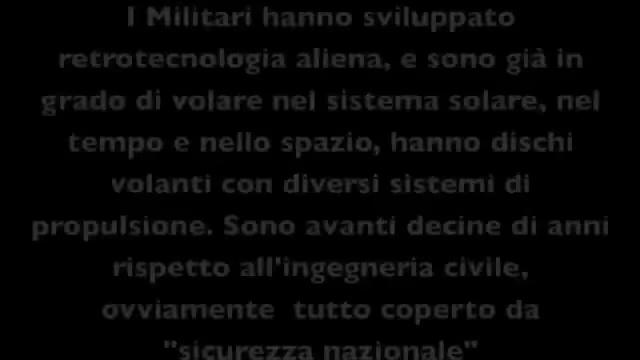 I Militari hanno sviluppato
retrotecnologia aliena, e sono già in
grado di volare nel sistema solare, nel
tempo e nello spazio, hanno dischi
volanti con diversi sistemi di
propulsione. Sono avanti decine di anni
rispetto all'ingegneria civile,
ovviamente tutto coperto da
"sicurezza nazionale"